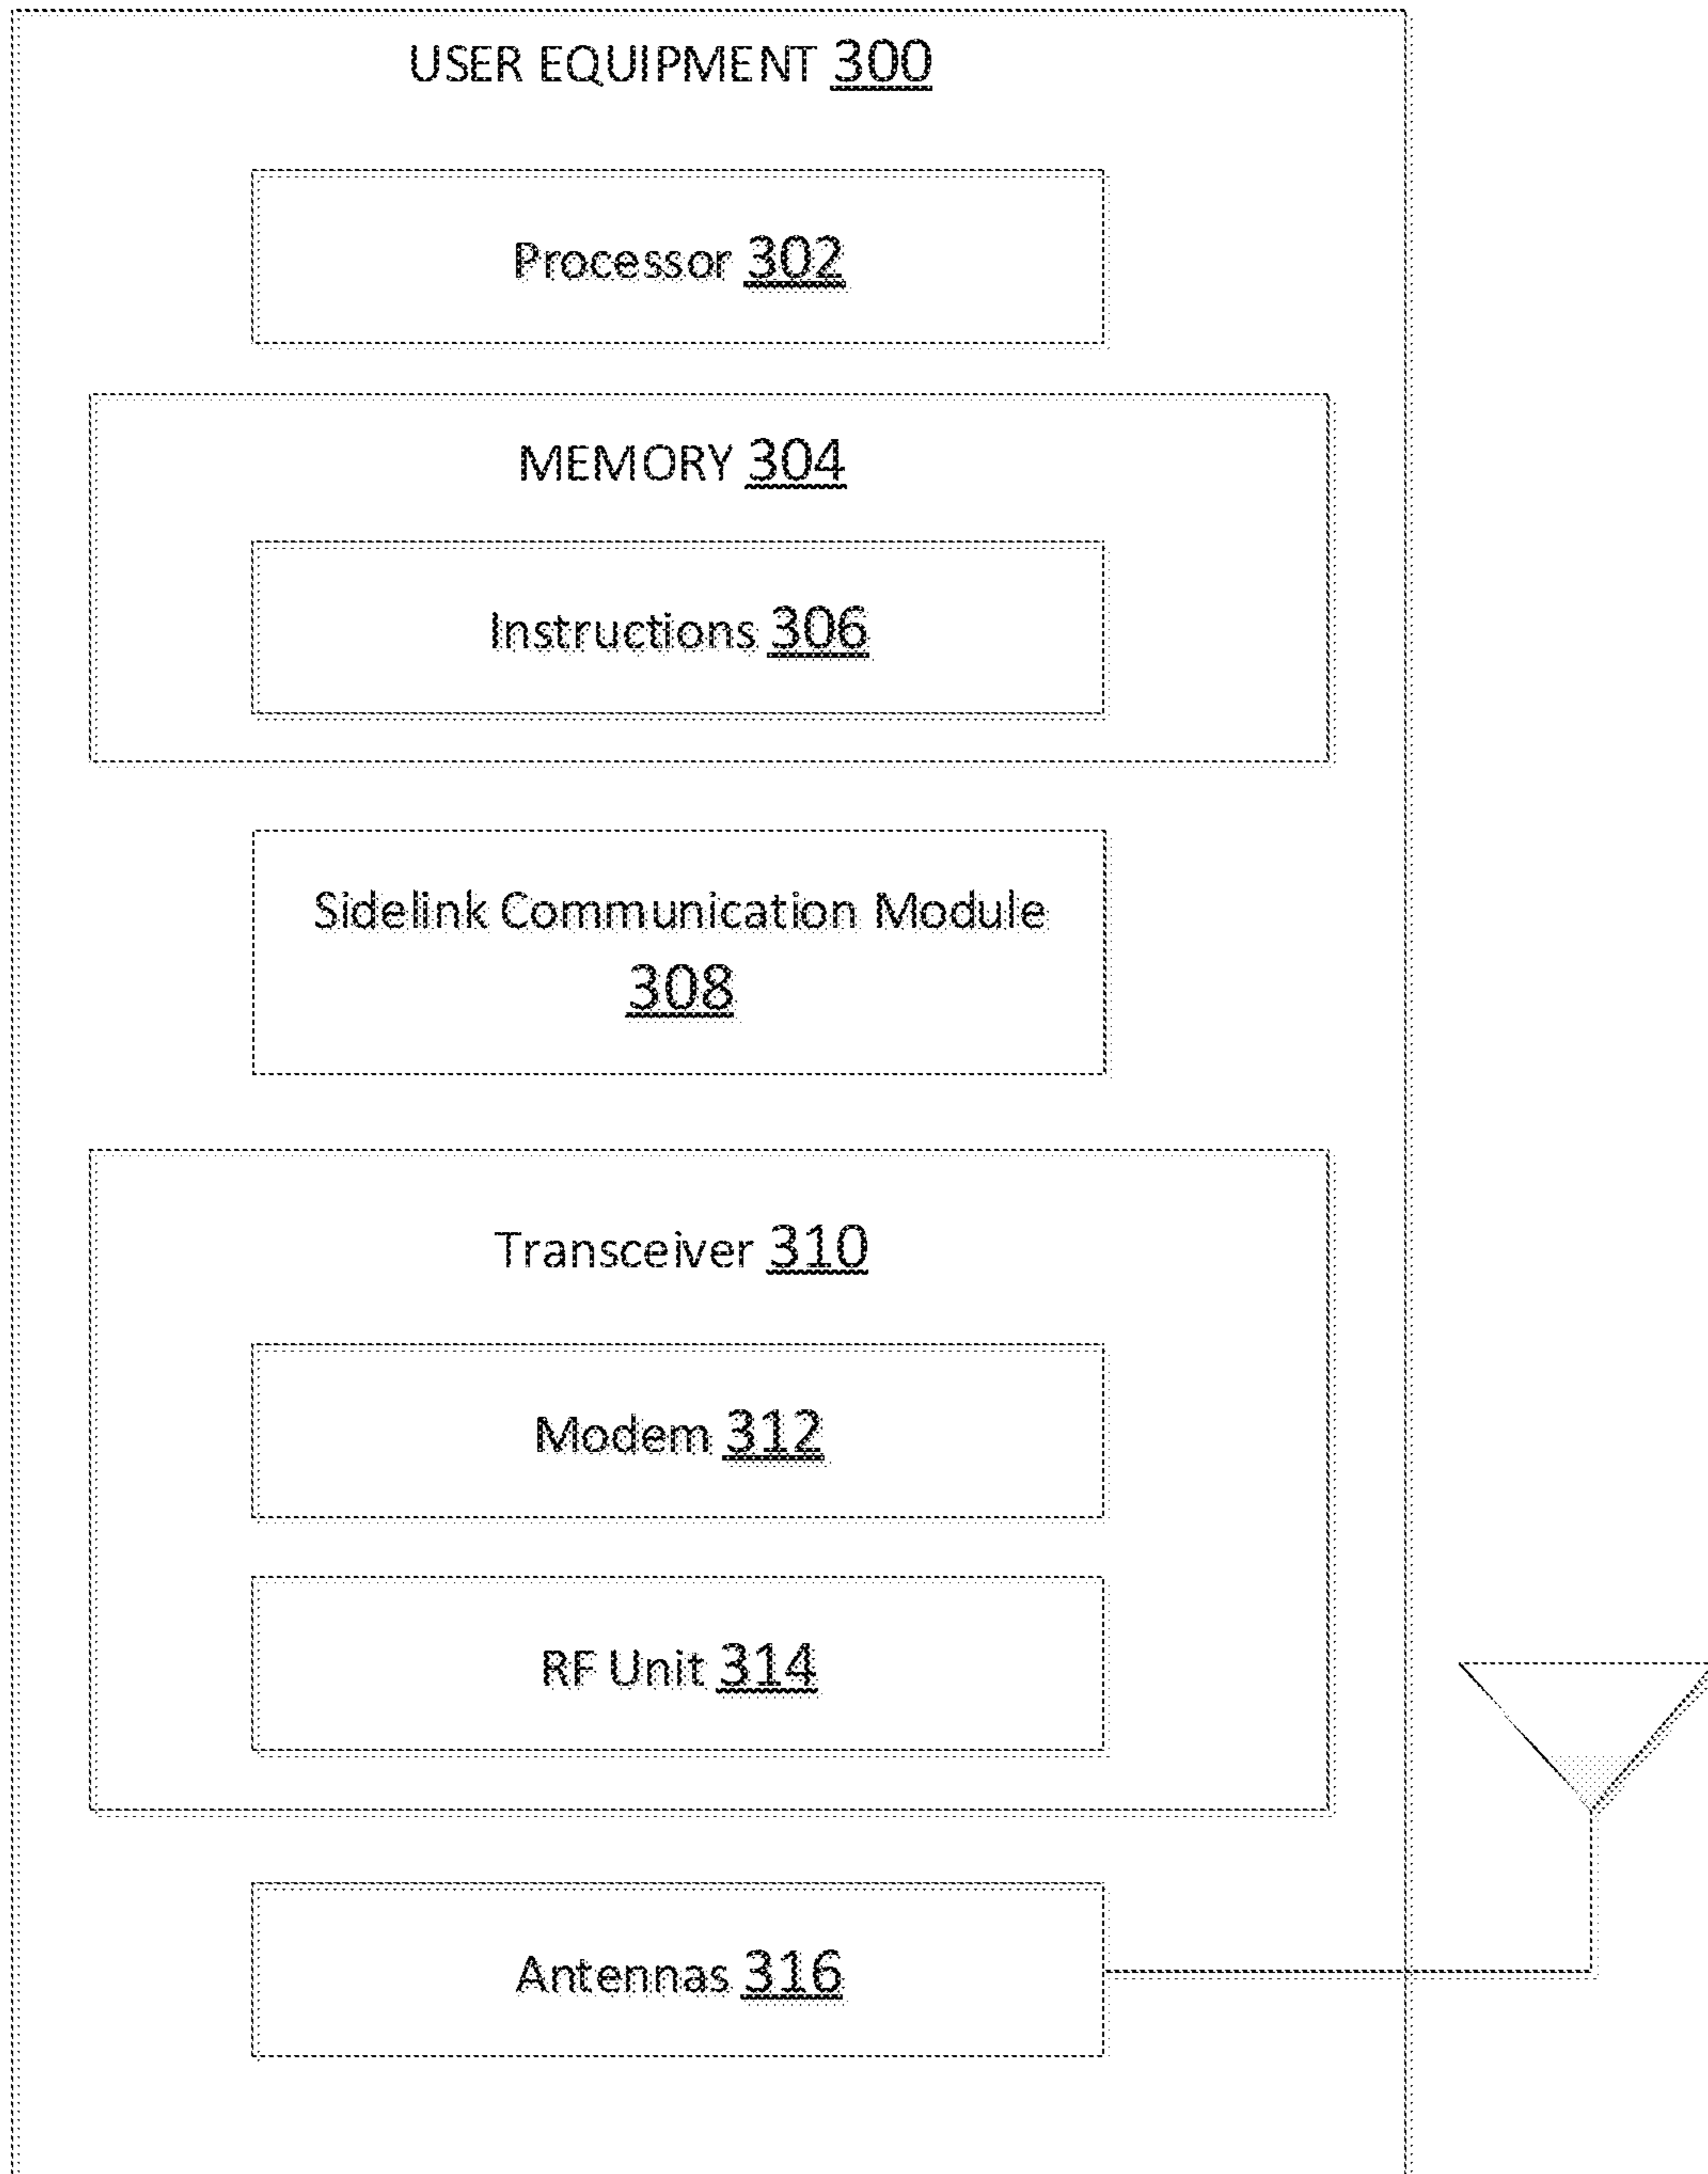 USER EQUIPMENT 300
Processor 302
MEMORY 304
Instructions 306
Sidelink Communication Module
308
Transceiver 310
Modem 312
RF Unit 314
Antennas 316